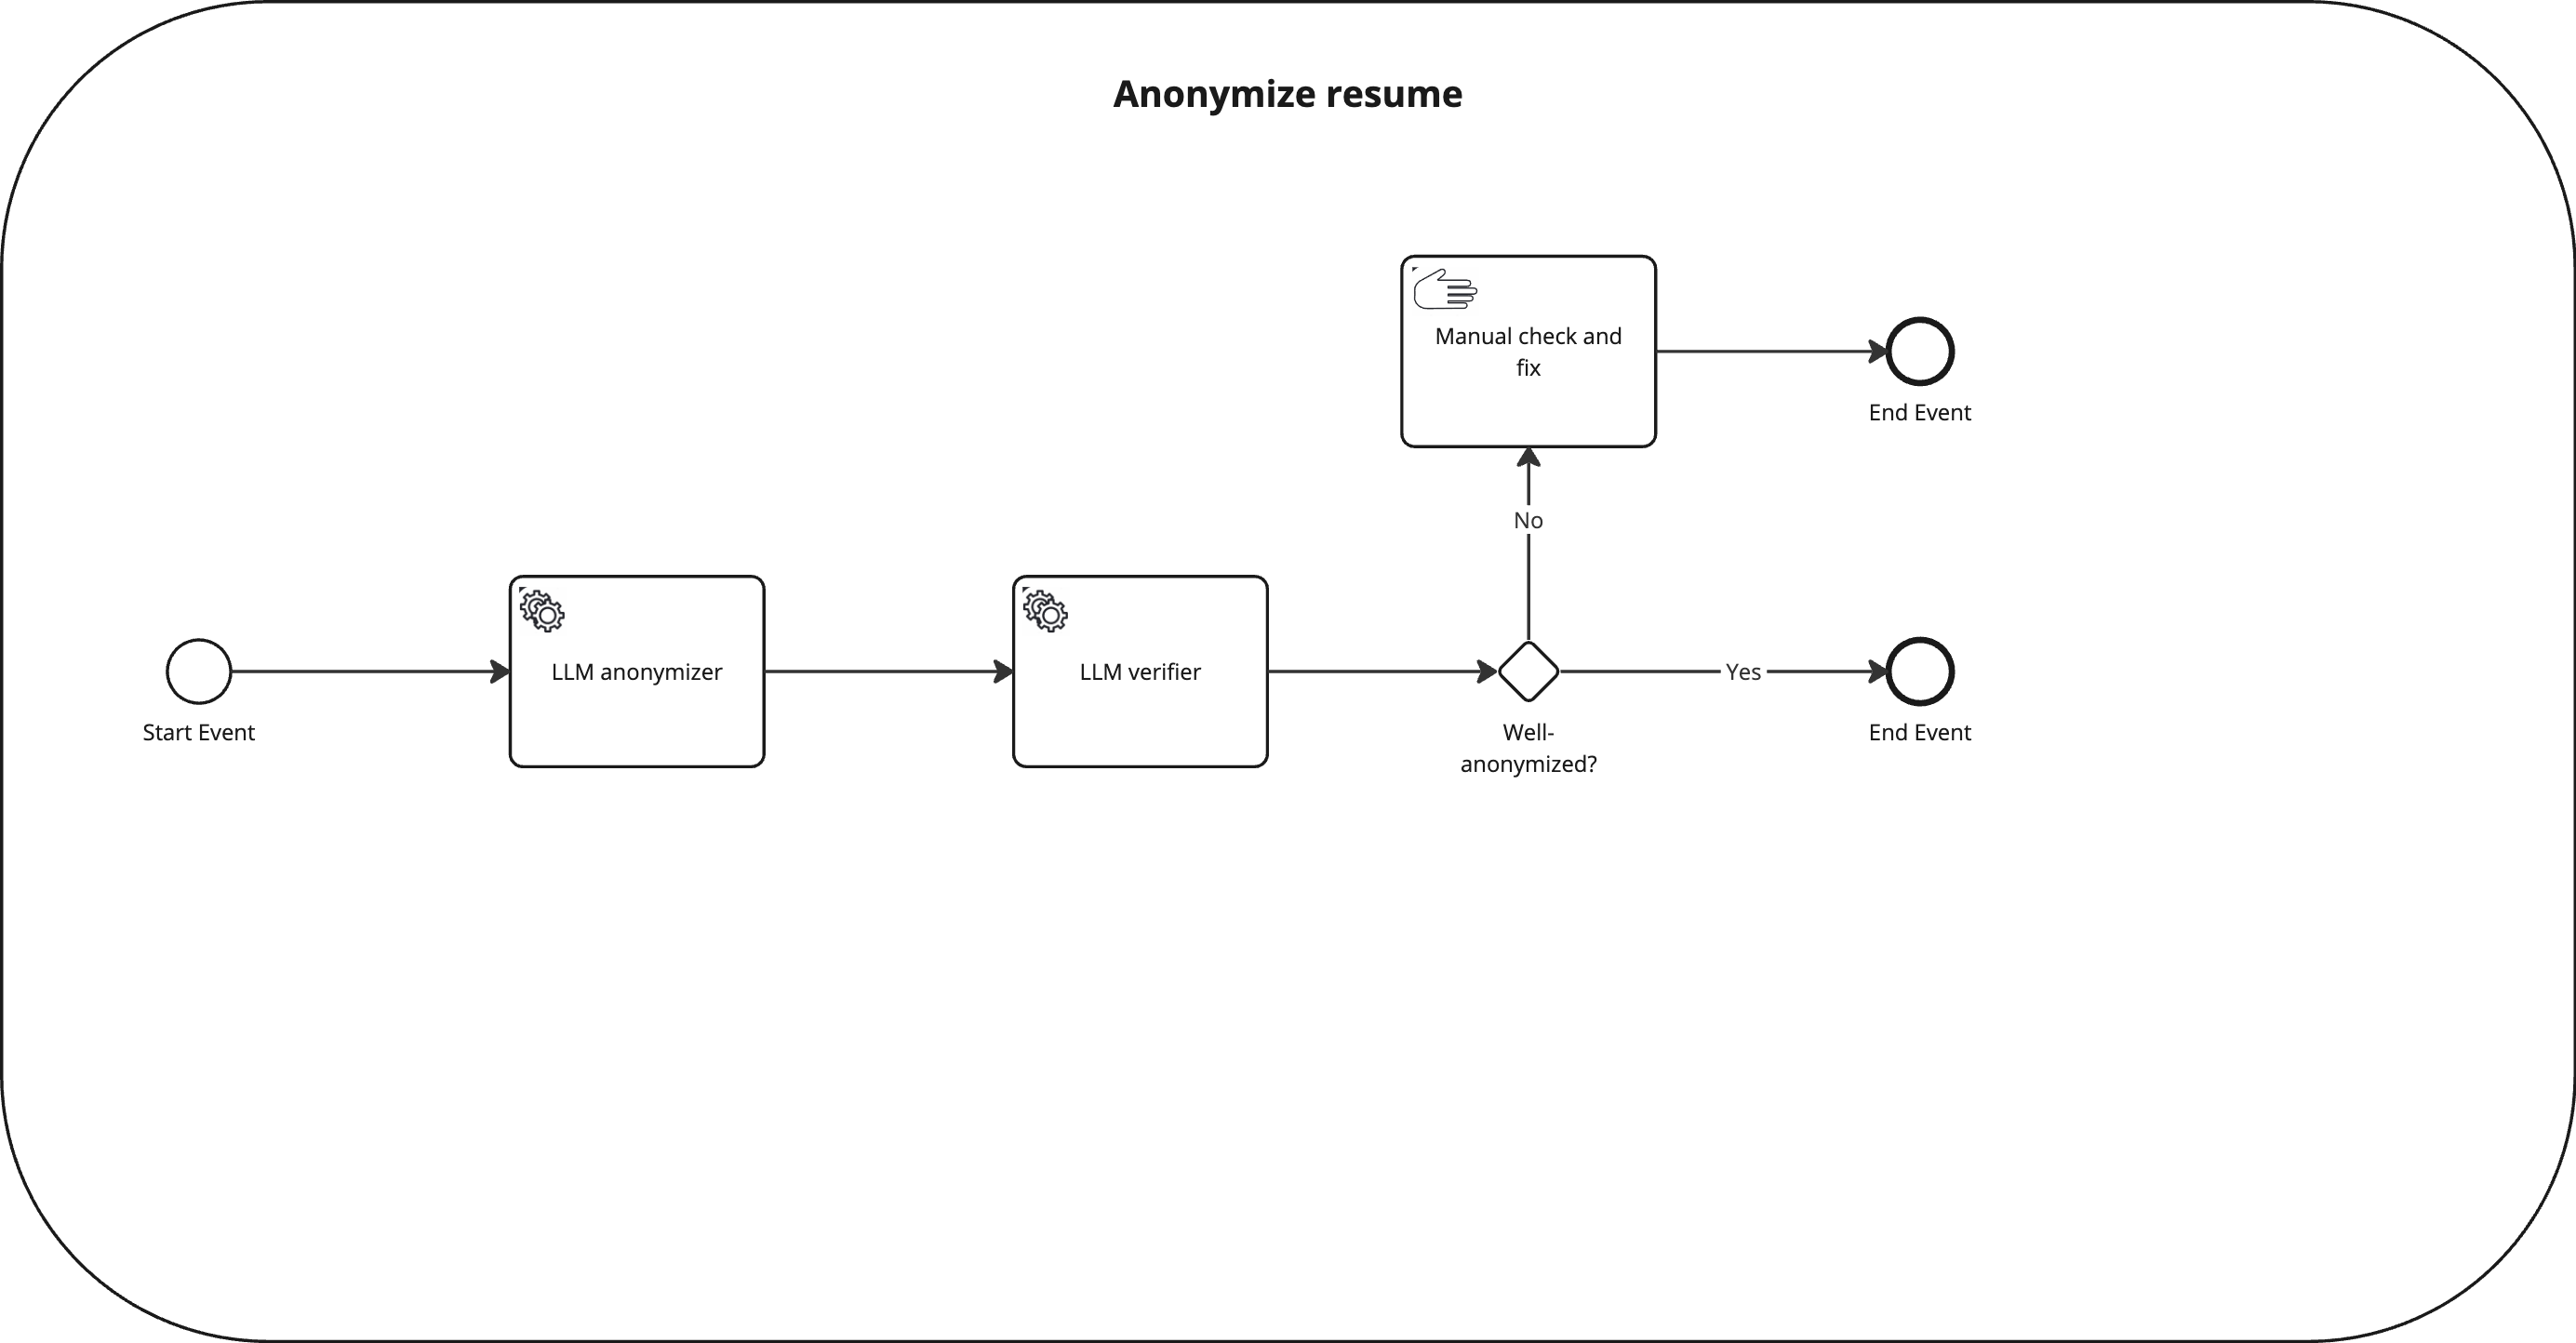 Anonymize resume
Manual check and
fix
End Event
No
LLM anonymizer
LLM verifier
Yes
Start Event
Well-
anonymized?
End Event